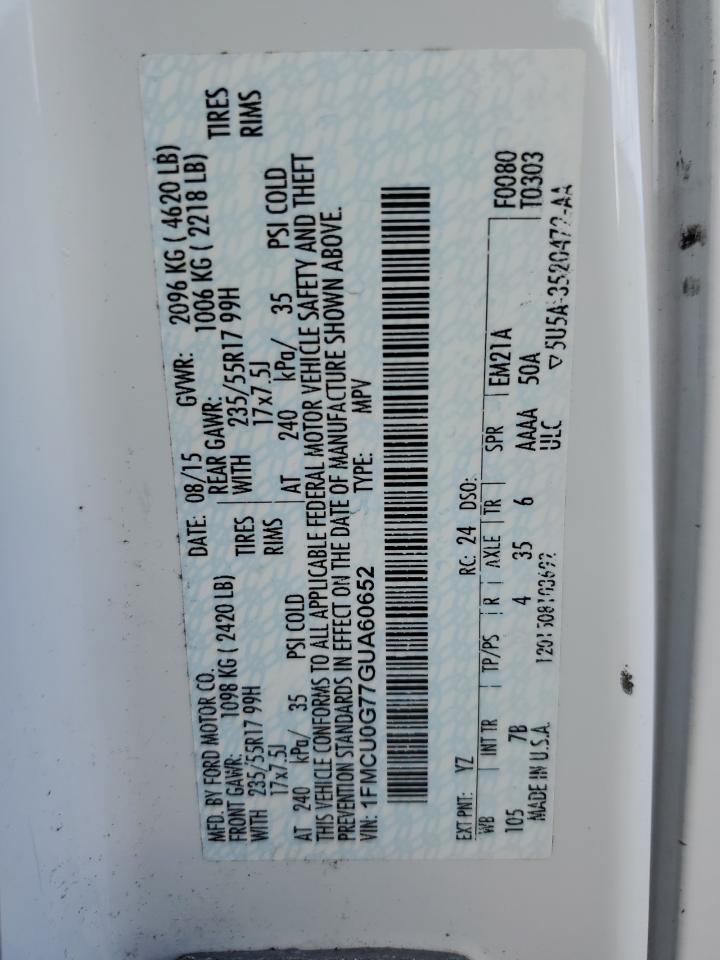 MFD. BY FORD MOTOR CO. DATE: 08/15 GVWR: 2096 KG ( 4620 LB)
FRONT GAWR: 1098 KG ( 2420 LB) REAR GAWR: 1006 KG ( 2218 LB)
WITH 235/55R17 99H TIRES WITH 235/55R17 99H TIRES
17x7.5J RIMS 17x7.5J RIMS
AT 240 kPa/ 35 PSI COLD AT 240 kPa/ 35 PSI COLD
THIS VEHICLE CONFORMS TO ALL APPLICABLE FEDERAL MOTOR VEHICLE SAFETY AND THEFT
PREVENTION STANDARDS IN EFFECT ON THE DATE OF MANUFACTURE SHOWN ABOVE.
VIN: 1FMCU0G77GUA60652 TYPE: MPV
EXT PNT: YZ RC: 24 DSO:
WB INT TR TP/PS R AXLE TR SPR EM21A F0080
105 7B 4 35 6 AAAA 50A T0303
MADE IN U.S.A. ULC